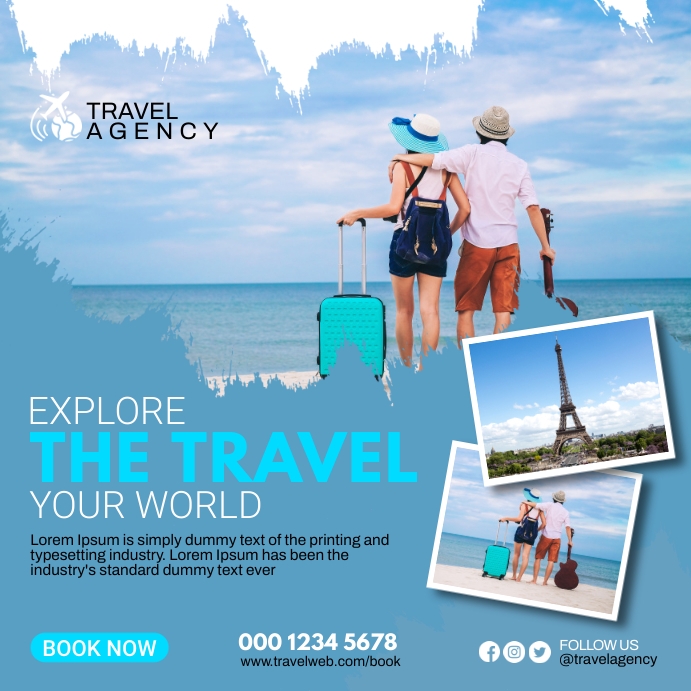 TRAVEL
AGENCY
EXPLORE
THE TRAVEL
YOUR WORLD
Lorem Ipsum is simply dummy text of the printing and
typesetting industry. Lorem Ipsum has been the
industry's standard dummy text ever
BOOK NOW
000 1234 5678
www.travelweb.com/book
FOLLOW US
@travelagency